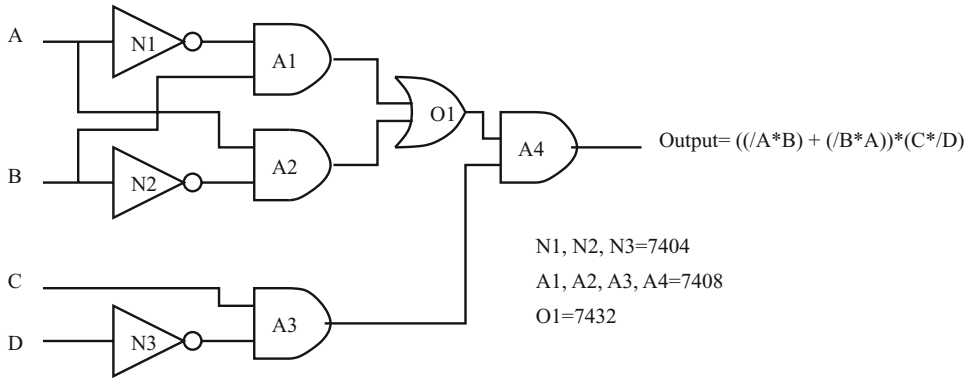 A
N1
A1
O1
A4
Output= ((/A*B) + (/B*A))*(C*/D)
A2
B
N2
N1, N2, N3=7404
C
A1, A2, A3, A4=7408
O1=7432
A3
D
N3